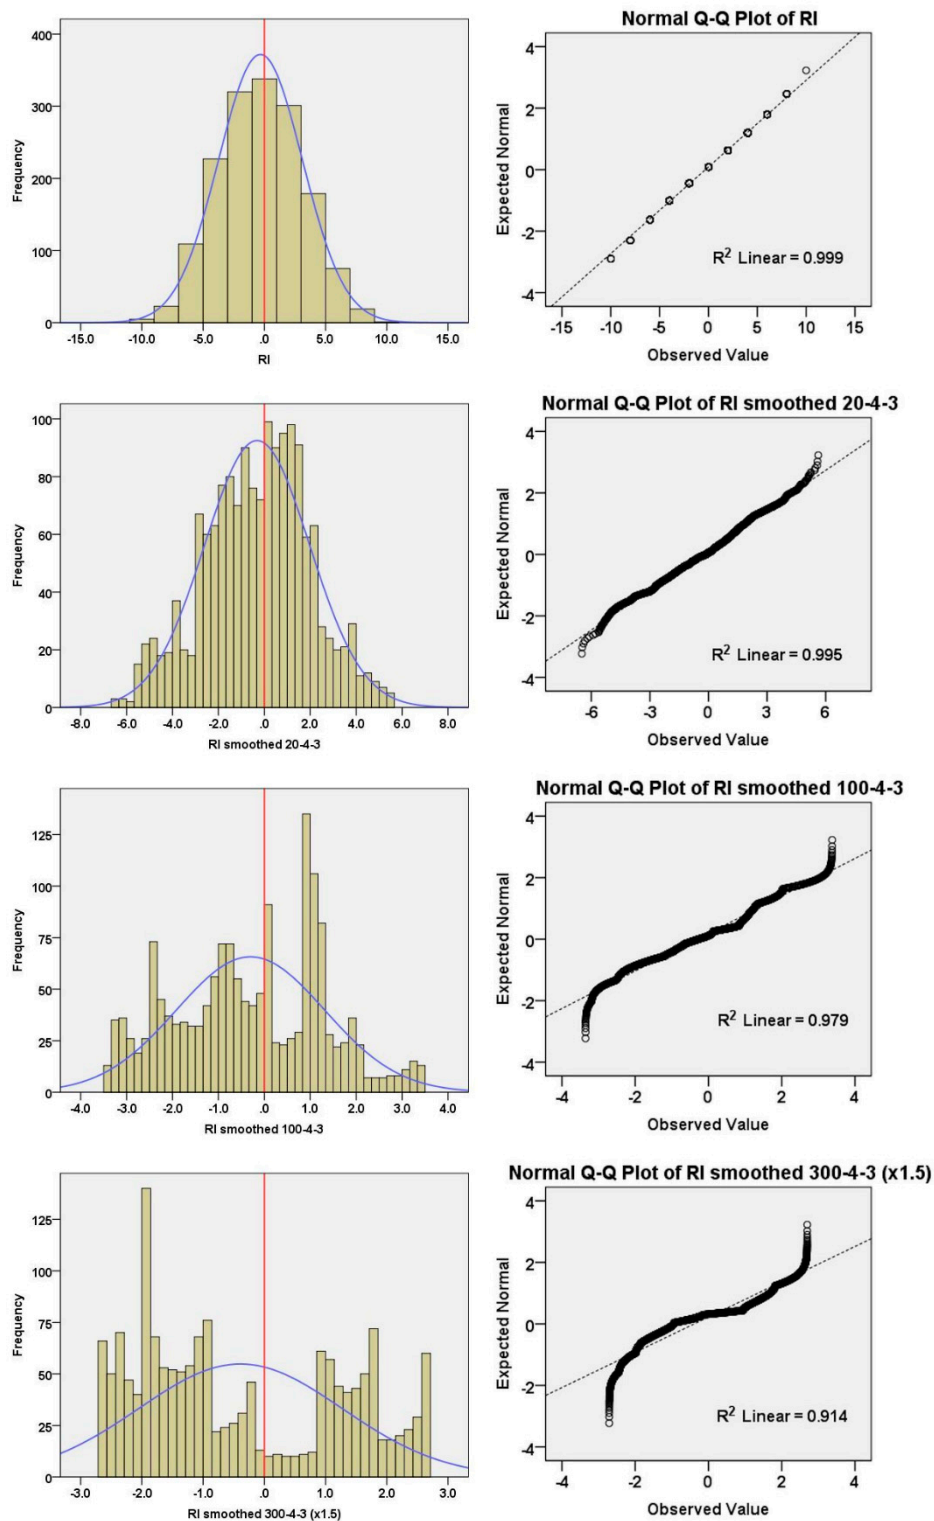 Normal Q-Q Plot of RI
400
300
200
100
0
Frequency
-15.0 -10.0 -5.0 .0 5.0 10.0 15.0
RI
4
2
0
-2
-4
Expected Normal
R² Linear = 0.999
-15 -10 -5 0 5 10 15
Observed Value
Normal Q-Q Plot of RI smoothed 20-4-3
100
80
60
40
20
0
Frequency
-8.0 -6.0 -4.0 -2.0 .0 2.0 4.0 6.0 8.0
RI smoothed 20-4-3
4
2
0
-2
-4
Expected Normal
R² Linear = 0.995
-6 -3 0 3 6
Observed Value
Normal Q-Q Plot of RI smoothed 100-4-3
125
100
75
50
25
0
Frequency
-4.0 -3.0 -2.0 -1.0 .0 1.0 2.0 3.0 4.0
RI smoothed 100-4-3
4
2
0
-2
-4
Expected Normal
R² Linear = 0.979
-4 -2 0 2 4
Observed Value
Normal Q-Q Plot of RI smoothed 300-4-3 (x1.5)
125
100
75
50
25
0
Frequency
-3.0 -2.0 -1.0 .0 1.0 2.0 3.0
RI smoothed 300-4-3 (x1.5)
4
2
0
-2
-4
Expected Normal
R² Linear = 0.914
-4 -2 0 2 4
Observed Value